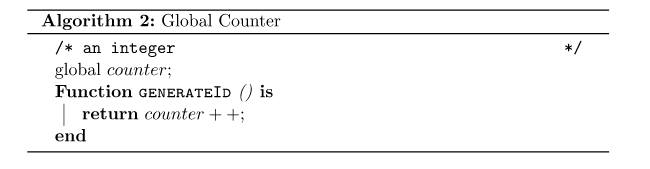 Algorithm 2: Global Counter
/* an integer */
global counter;
Function GENERATEID () is
return counter + +;
end